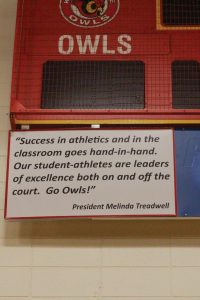 OWLS
“Success in athletics and in the
classroom goes hand-in-hand.
Our student-athletes are leaders
of excellence both on and off the
court.  Go Owls!”
President Melinda Treadwell